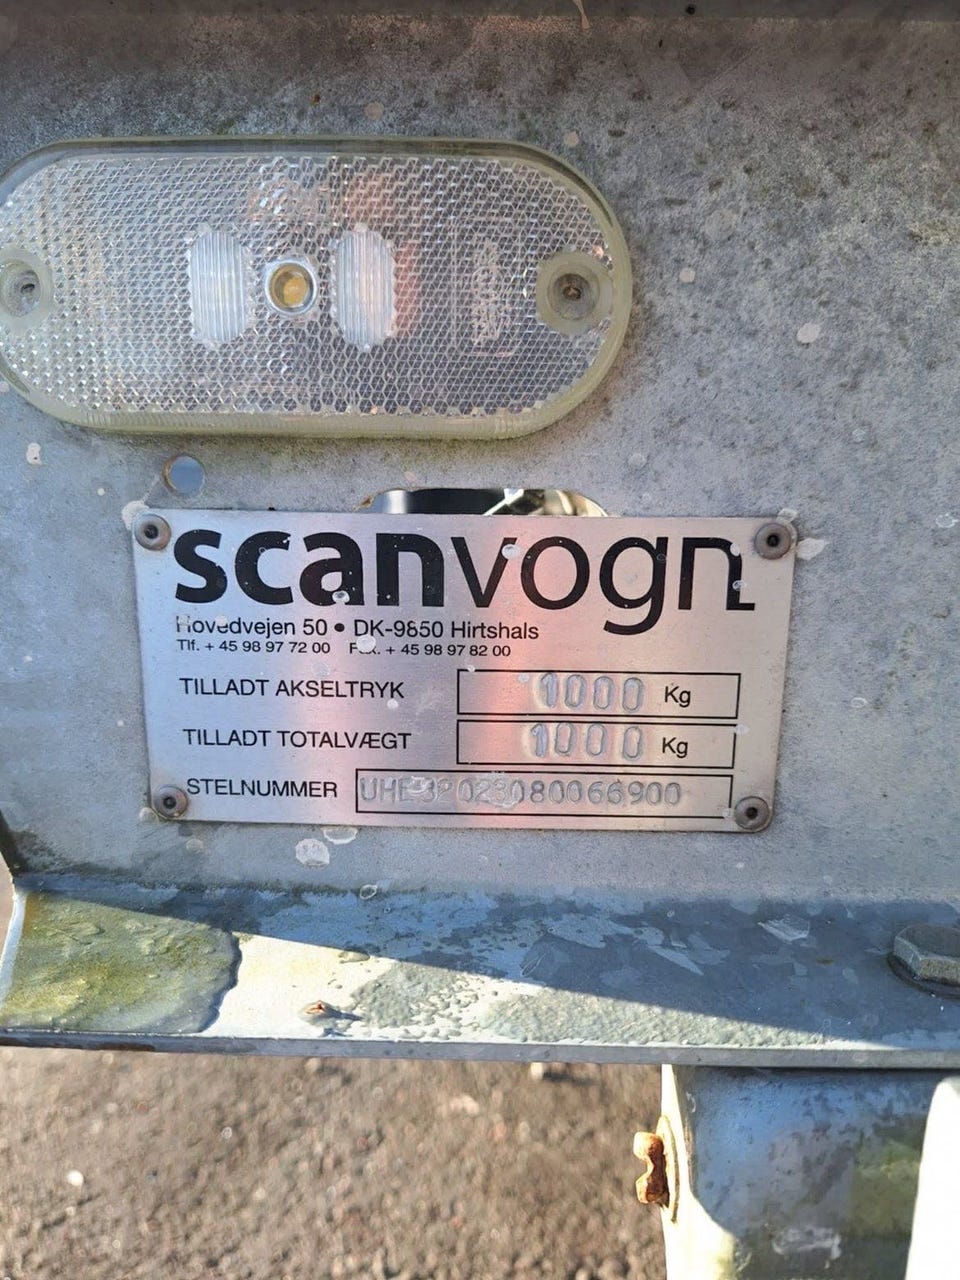 scanvogn
Hovedvejen 50 • DK-9850 Hirtshals
Tlf. + 45 98 97 72 00 Fax. + 45 98 97 82 00
TILLADT AKSELTRYK 1000 Kg
TILLADT TOTALVÆGT 1000 Kg
STELNUMMER